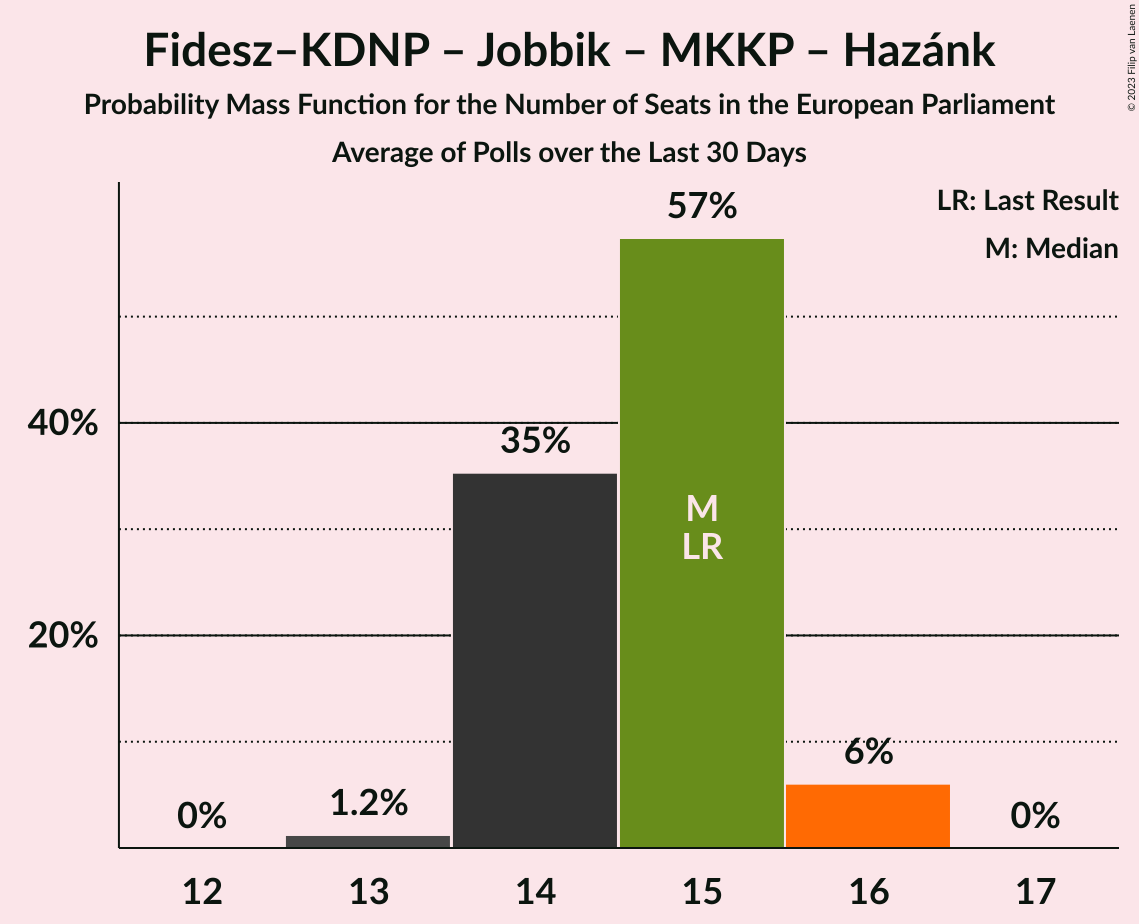 Fidesz–KDNP – Jobbik – MKKP – Hazánk
Probability Mass Function for the Number of Seats in the European Parliament
Average of Polls over the Last 30 Days
© 2023 Filip van Laenen
LR: Last Result
M: Median
57%
40%
35%
M
LR
20%
6%
1.2%
0%
0%
12 13 14 15 16 17